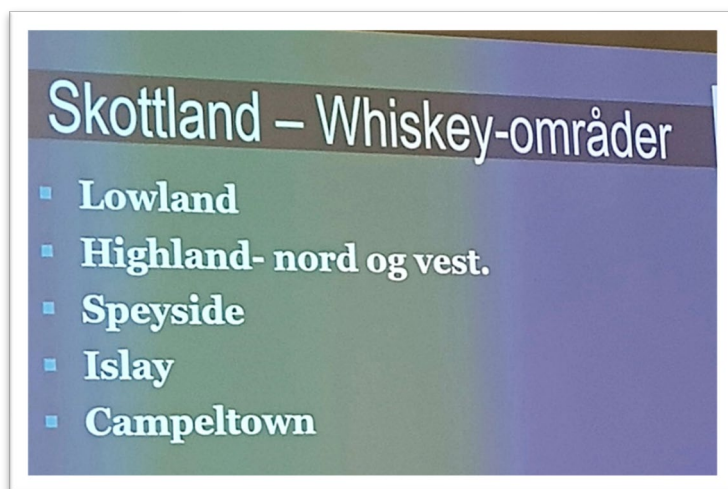 Skottland – Whiskey-områder
Lowland
Highland- nord og vest.
Speyside
Islay
Campeltown